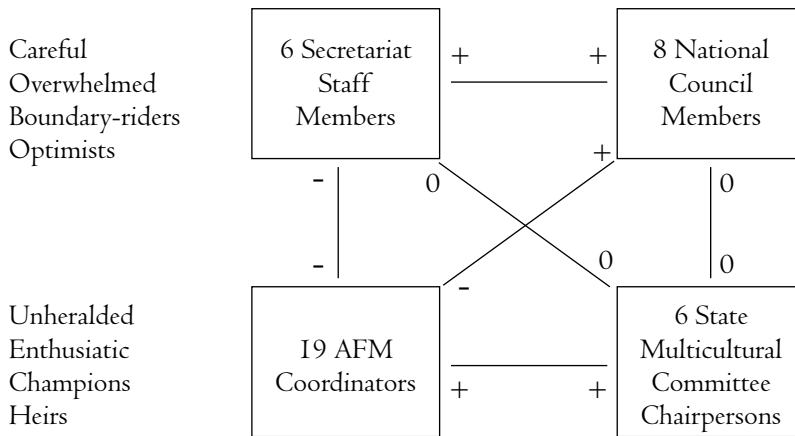 Careful
Overwhelmed
Boundary-riders
Optimists
6 Secretariat
Staff
Members
+ +
8 National
Council
Members
+
- 0 0
- 0 0
-
Unheralded
Enthusiatic
Champions
Heirs
19 AFM
Coordinators
+ +
6 State
Multicultural
Committee
Chairpersons